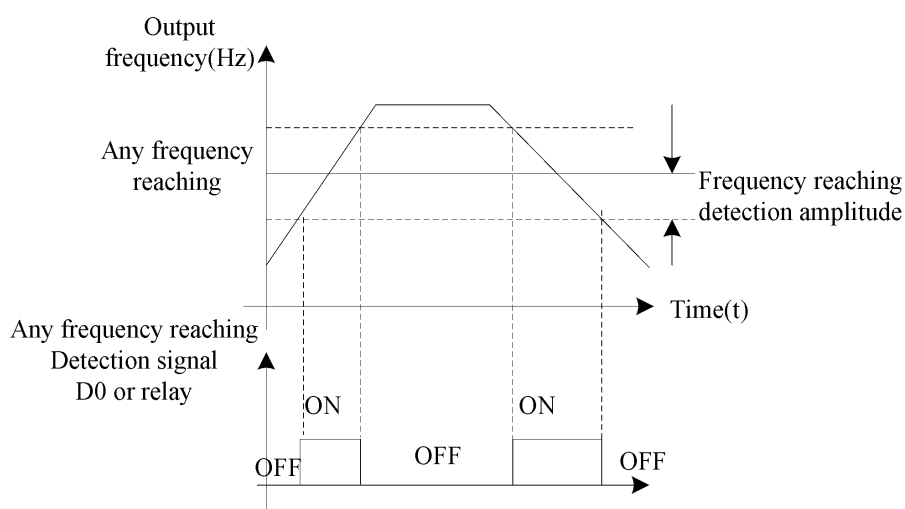 Output
frequency(Hz)
Any frequency
reaching
Frequency reaching
detection amplitude
Time(t)
Any frequency reaching
Detection signal
D0 or relay
ON
ON
OFF
OFF
OFF